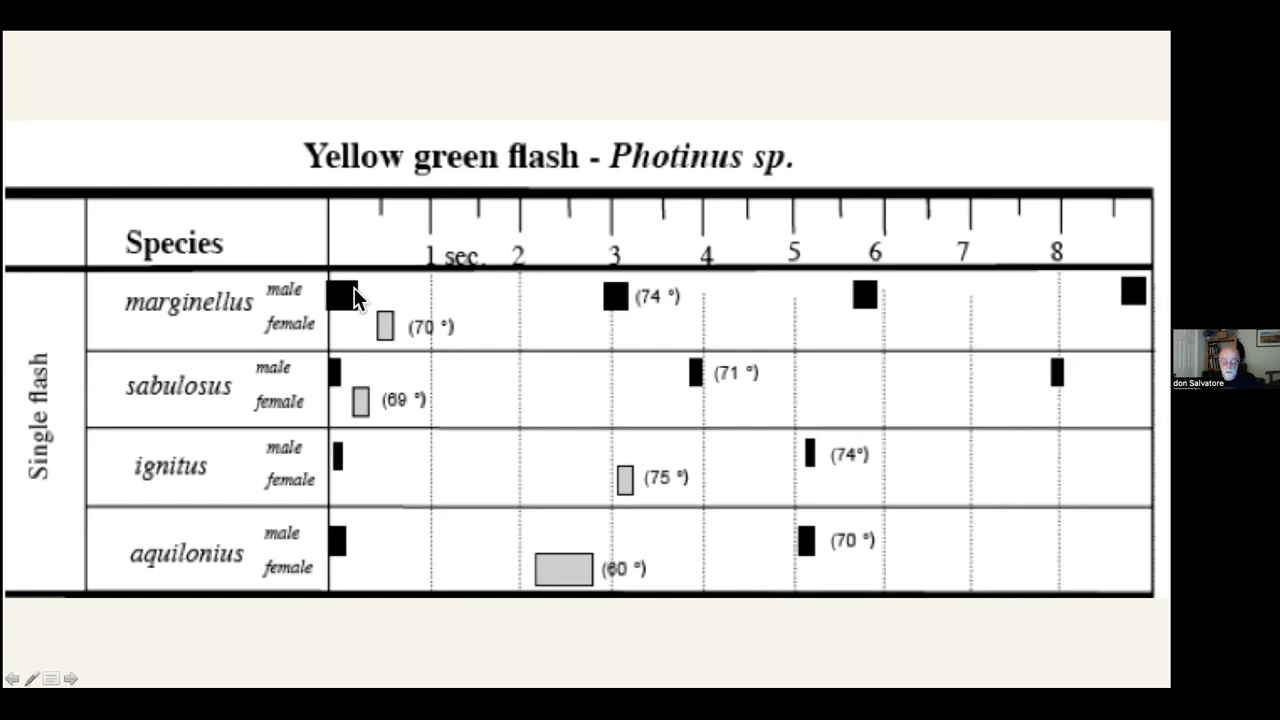 Yellow green flash - Photinus sp.
Species
1 sec. 2 3 4 5 6 7 8
Single flash
marginellus male (74 °)
female (70 °)
sabulosus male (71 °)
female (69 °)
ignitus male (74°)
female (75 °)
aquilonius male (70 °)
female (60 °)
don Salvatore